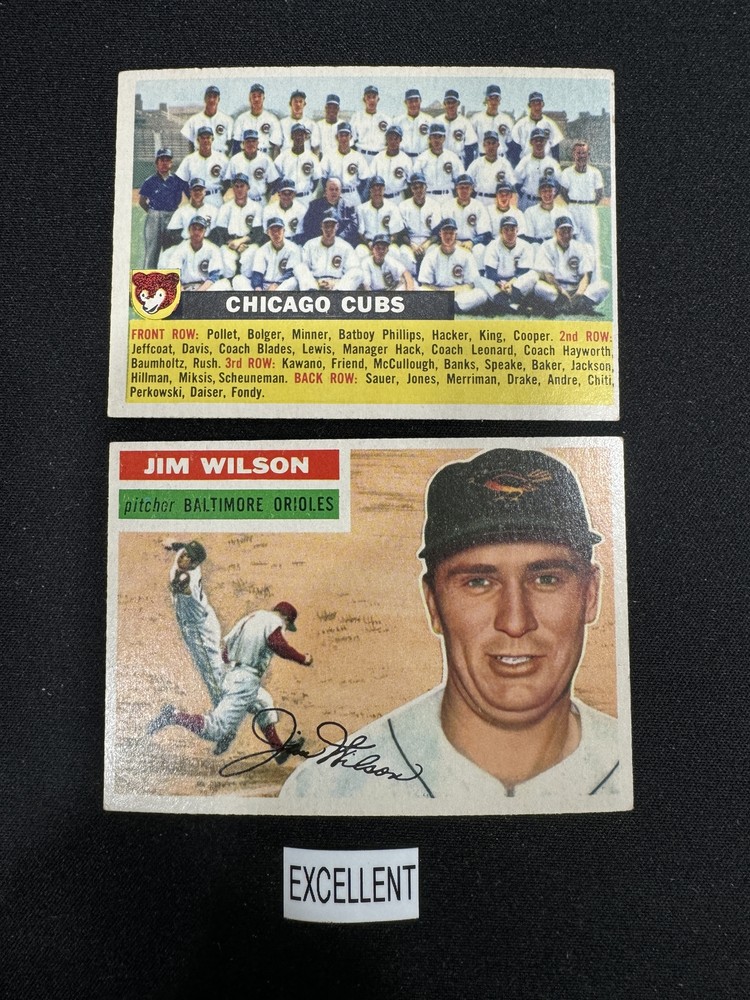 CHICAGO CUBS
FRONT ROW: Pollet, Bolger, Minner, Batboy Phillips, Hacker, King, Cooper. 2nd ROW:
Jeffcoat, Davis, Coach Blades, Lewis, Manager Hack, Coach Leonard, Coach Hayworth,
Baumholtz, Rush. 3rd ROW: Kawano, Friend, McCullough, Banks, Speake, Baker, Jackson,
Hillman, Miksis, Scheuneman. BACK ROW: Sauer, Jones, Merriman, Drake, Andre, Chiti,
Perkowski, Daiser, Fondy.
JIM WILSON
pitcher BALTIMORE ORIOLES
Jim Wilson
EXCELLENT